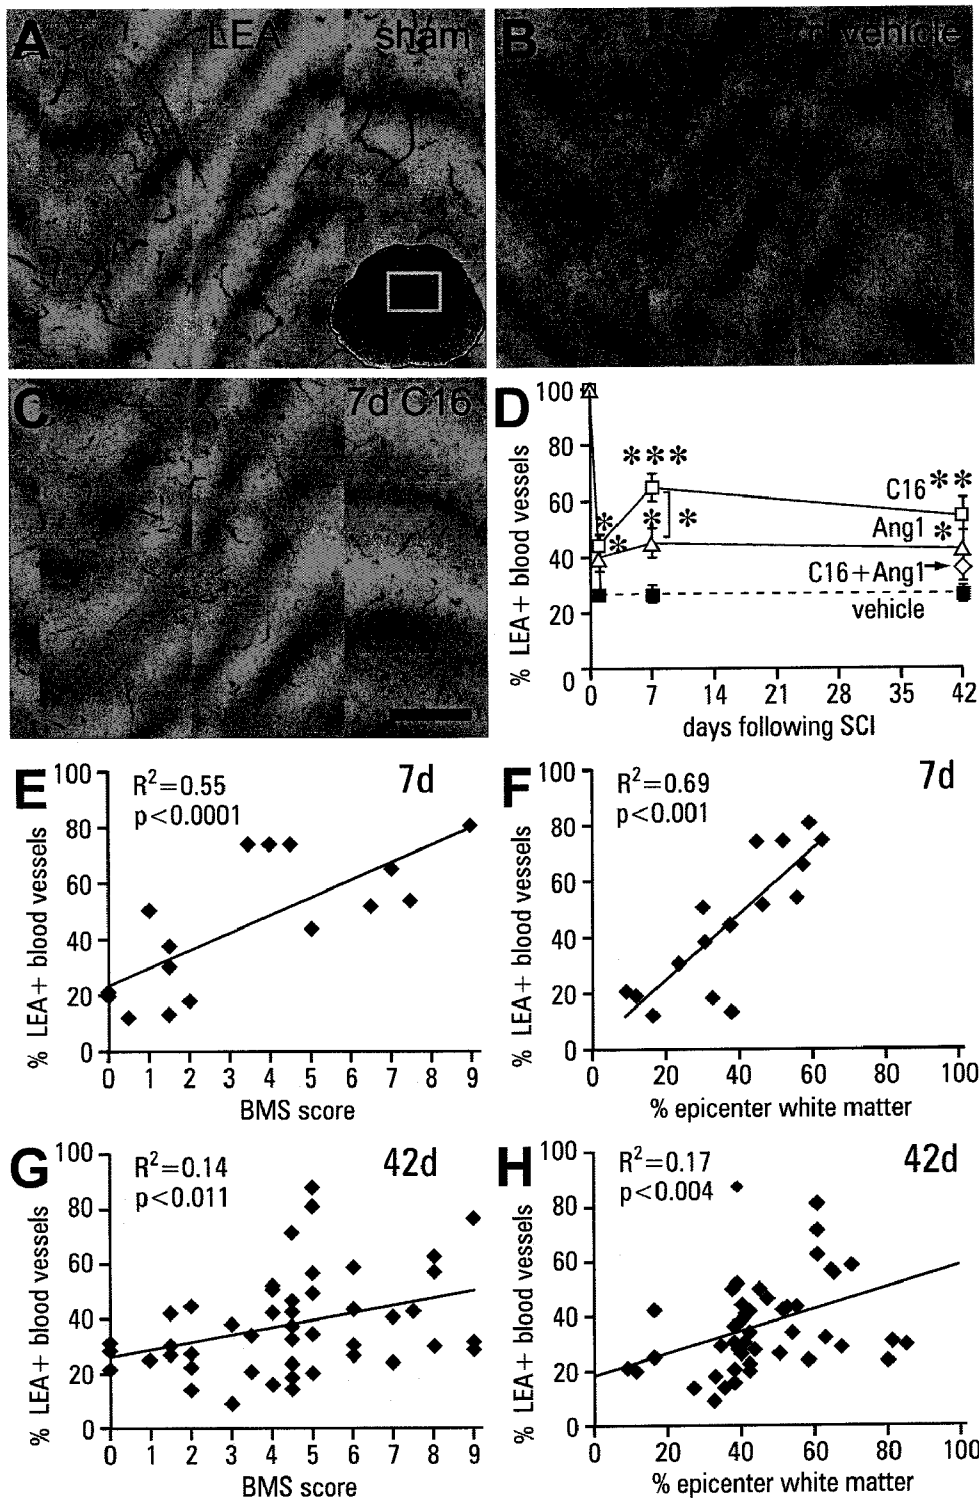 A LEA sham
B 7d vehicle
C 7d C16
D
% LEA+ blood vessels
100
80
60
40
20
0
***
**
*
*
*
*
*
C16
Ang1
C16+Ang1
vehicle
0 7 14 21 28 35 42
days following SCI
E
R²=0.55
p<0.0001
7d
% LEA+ blood vessels
100
80
60
40
20
0
0 1 2 3 4 5 6 7 8 9
BMS score
F
R²=0.69
p<0.001
7d
% LEA+ blood vessels
100
80
60
40
20
0
0 20 40 60 80 100
% epicenter white matter
G
R²=0.14
p<0.011
42d
% LEA+ blood vessels
100
80
60
40
20
0
0 1 2 3 4 5 6 7 8 9
BMS score
H
R²=0.17
p<0.004
42d
% LEA+ blood vessels
100
80
60
40
20
0
0 20 40 60 80 100
% epicenter white matter